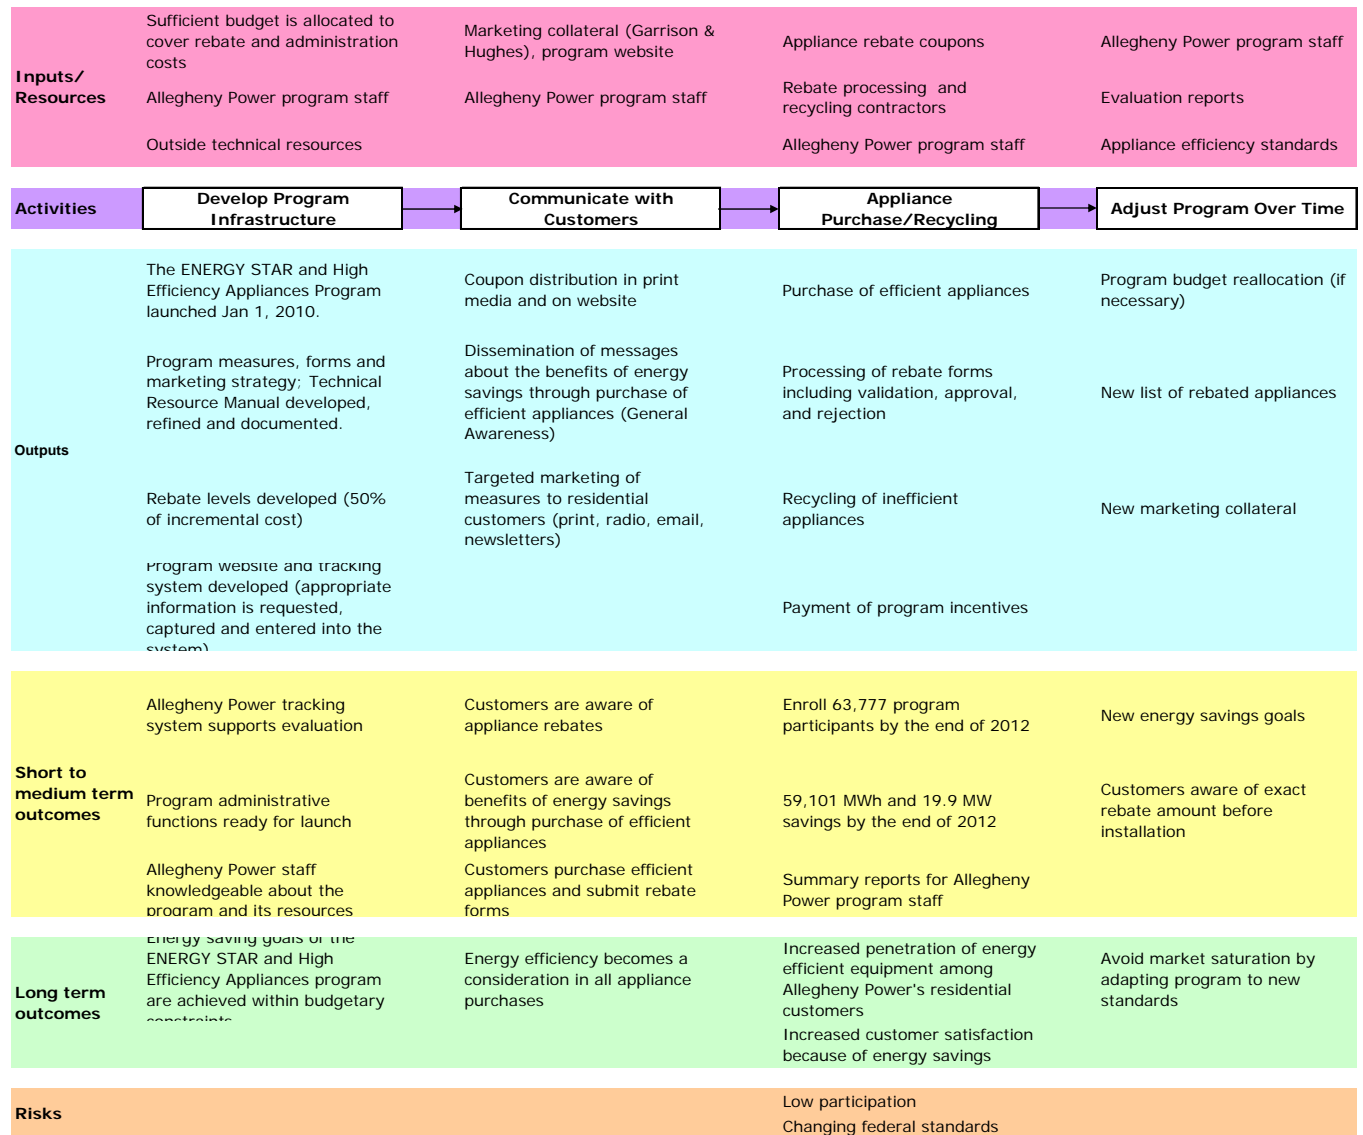 Inputs/
Resources
Sufficient budget is allocated to
cover rebate and administration
costs
Marketing collateral (Garrison &
Hughes), program website
Appliance rebate coupons
Allegheny Power program staff
Allegheny Power program staff
Allegheny Power program staff
Rebate processing  and
recycling contractors
Evaluation reports
Outside technical resources
Allegheny Power program staff
Appliance efficiency standards
Activities
Develop Program
Infrastructure
Communicate with
Customers
Appliance
Purchase/Recycling
Adjust Program Over Time
Outputs
The ENERGY STAR and High
Efficiency Appliances Program
launched Jan 1, 2010.
Coupon distribution in print
media and on website
Purchase of efficient appliances
Program budget reallocation (if
necessary)
Program measures, forms and
marketing strategy; Technical
Resource Manual developed,
refined and documented.
Dissemination of messages
about the benefits of energy
savings through purchase of
efficient appliances (General
Awareness)
Processing of rebate forms
including validation, approval,
and rejection
New list of rebated appliances
Rebate levels developed (50%
of incremental cost)
Targeted marketing of
measures to residential
customers (print, radio, email,
newsletters)
Recycling of inefficient
appliances
New marketing collateral
Program website and tracking
system developed (appropriate
information is requested,
captured and entered into the
system)
Payment of program incentives
Short to
medium term
outcomes
Allegheny Power tracking
system supports evaluation
Customers are aware of
appliance rebates
Enroll 63,777 program
participants by the end of 2012
New energy savings goals
Program administrative
functions ready for launch
Customers are aware of
benefits of energy savings
through purchase of efficient
appliances
59,101 MWh and 19.9 MW
savings by the end of 2012
Customers aware of exact
rebate amount before
installation
Allegheny Power staff
knowledgeable about the
program and its resources
Customers purchase efficient
appliances and submit rebate
forms
Summary reports for Allegheny
Power program staff
Long term
outcomes
Energy saving goals of the
ENERGY STAR and High
Efficiency Appliances program
are achieved within budgetary
constraints
Energy efficiency becomes a
consideration in all appliance
purchases
Increased penetration of energy
efficient equipment among
Allegheny Power's residential
customers
Avoid market saturation by
adapting program to new
standards
Increased customer satisfaction
because of energy savings
Risks
Low participation
Changing federal standards